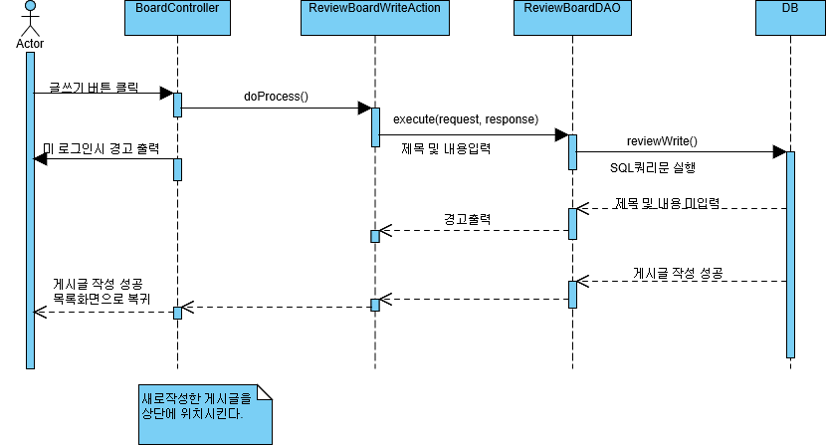 BoardController
ReviewBoardWriteAction
ReviewBoardDAO
DB
Actor
글쓰기 버튼 클릭
doProcess()
execute(request, response)
제목 및 내용입력
reviewWrite()
SQL쿼리문 실행
미 로그인시 경고 출력
제목 및 내용 미입력
경고출력
게시글 작성 성공
게시글 작성 성공
목록화면으로 복귀
새로작성한 게시글을
상단에 위치시킨다.